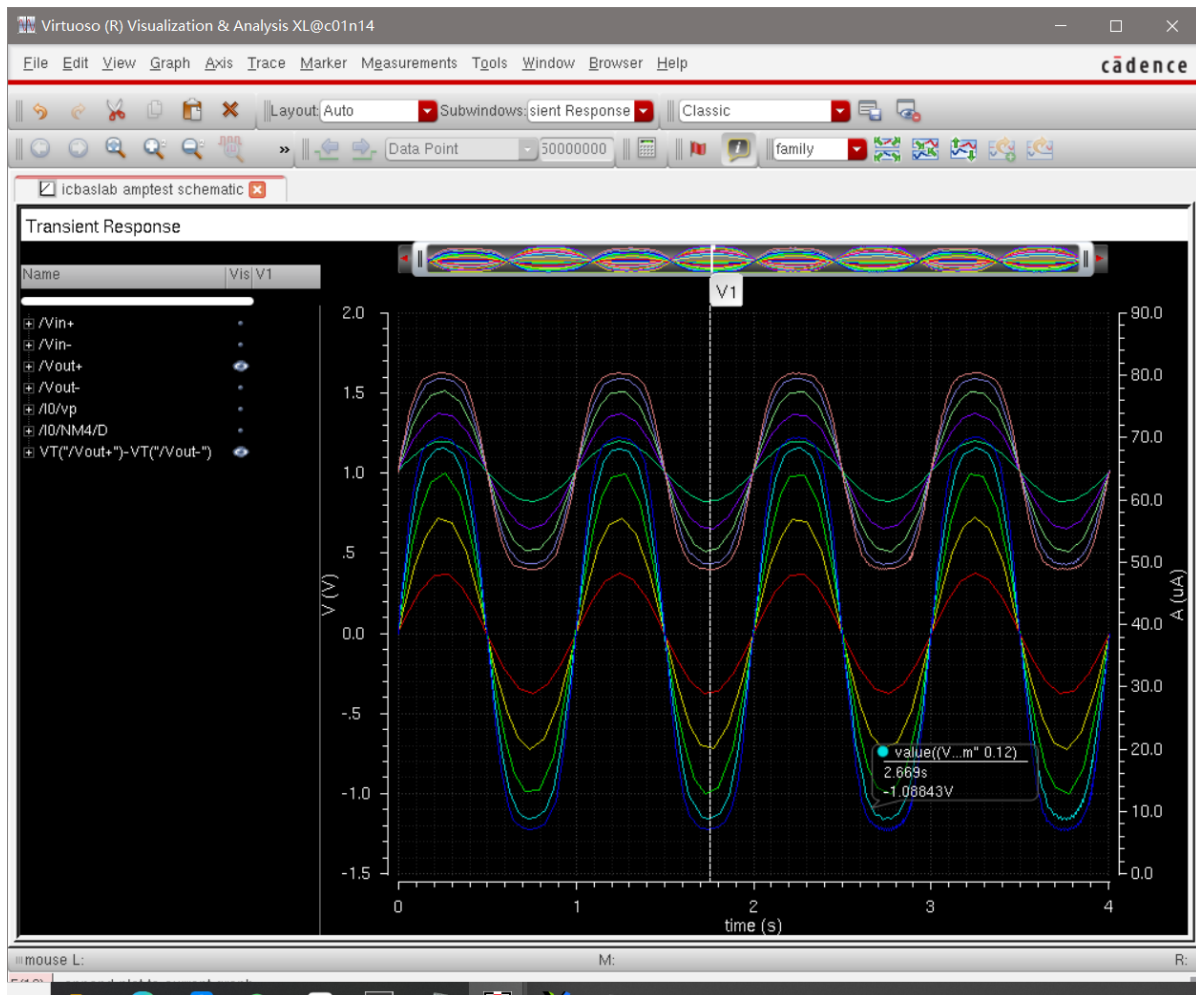 Virtuoso (R) Visualization & Analysis XL@c01n14
File Edit View Graph Axis Trace Marker Measurements Tools Window Browser Help
cādence
Layout: Auto Subwindows: sient Response Classic
» Data Point 50000000 family
icbaslab amptest schematic
Transient Response
Name Vis V1
V1
/Vin+
/Vin-
/Vout+
/Vout-
/I0/vp
/I0/NM4/D
VT("/Vout+")-VT("/Vout-")
2.0
1.5
1.0
.5
0.0
-.5
-1.0
-1.5
V (V)
90.0
80.0
70.0
60.0
50.0
40.0
30.0
20.0
10.0
0.0
A (uA)
value((V...m" 0.12)
2.669s
-1.08843V
0 1 2 3 4
time (s)
mouse L: M: R: